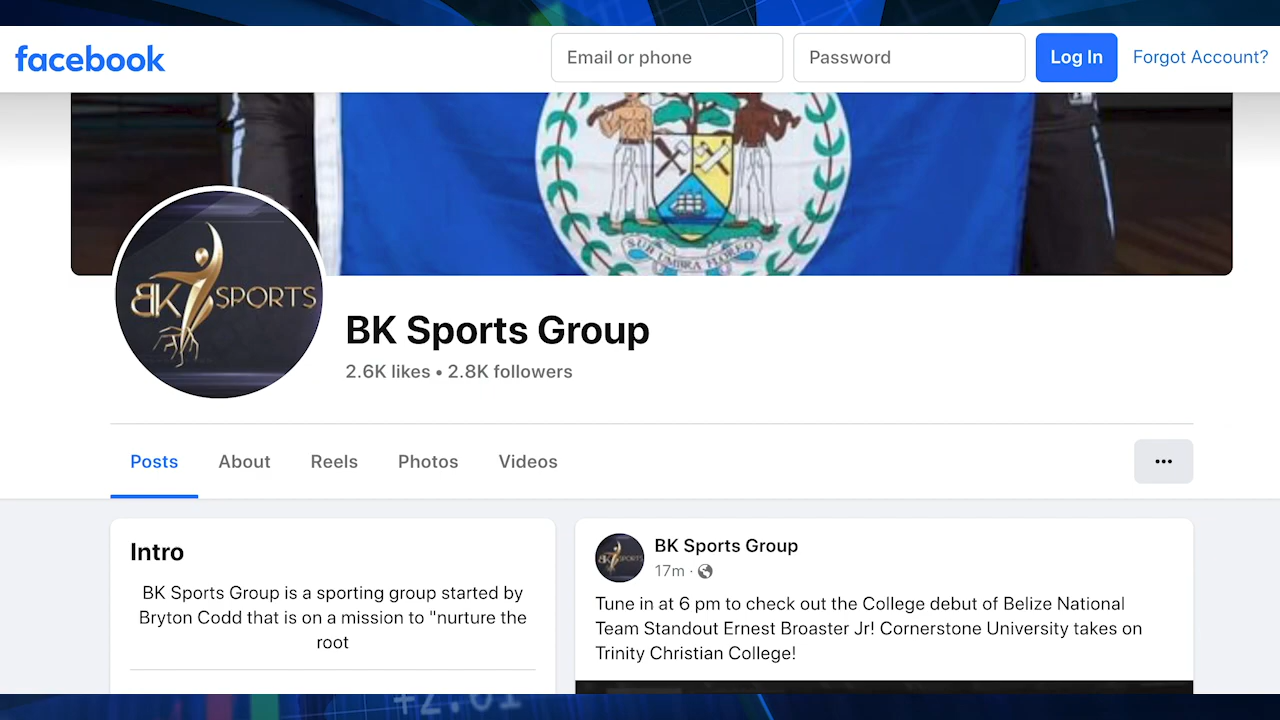 facebook
Email or phone
Password
Log In
Forgot Account?
SUB UMBRA FLOREO
BK SPORTS
BK Sports Group
2.6K likes • 2.8K followers
Posts
About
Reels
Photos
Videos
Intro
BK Sports Group is a sporting group started by
Bryton Codd that is on a mission to "nurture the
root
BK SPORTS
BK Sports Group
17m ·
Tune in at 6 pm to check out the College debut of Belize National
Team Standout Ernest Broaster Jr! Cornerstone University takes on
Trinity Christian College!
+2.61